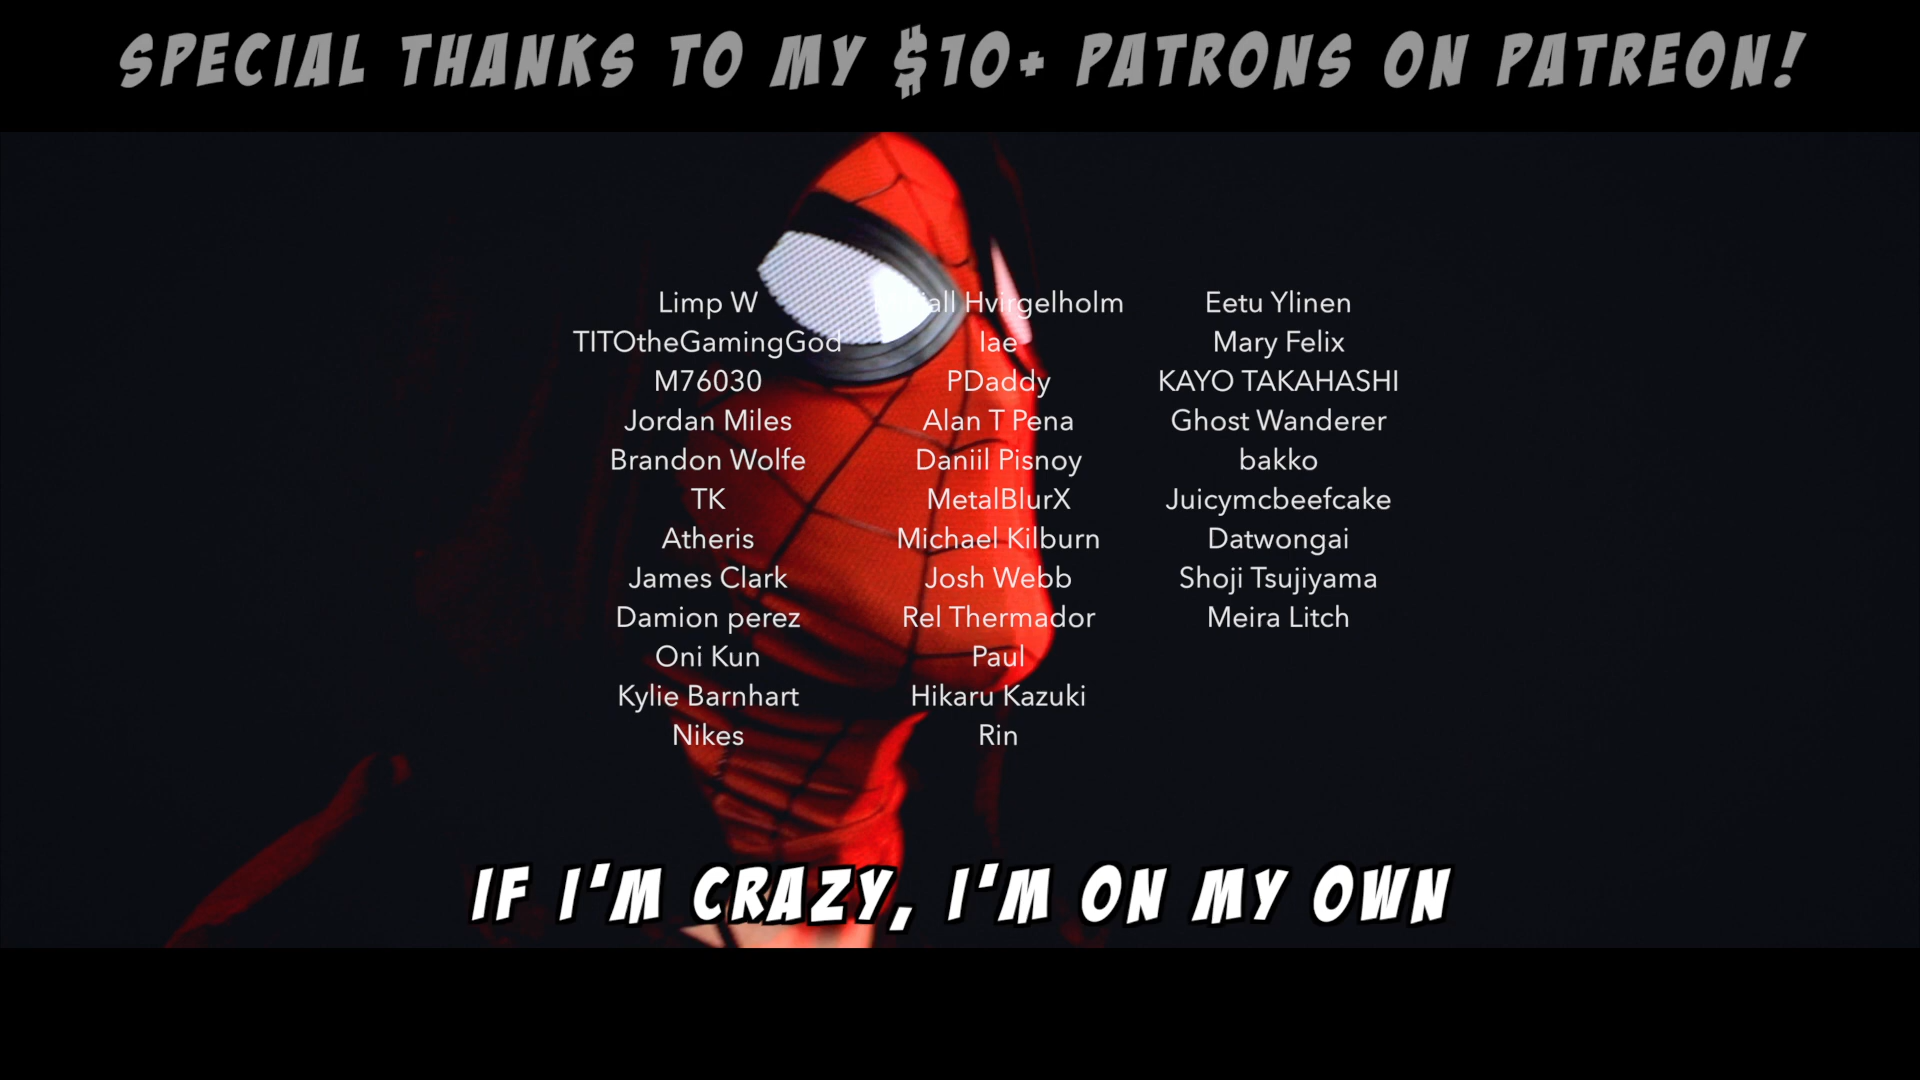 SPECIAL THANKS TO MY $10+ PATRONS ON PATREON!
Limp W
TITOtheGamingGod
M76030
Jordan Miles
Brandon Wolfe
TK
Atheris
James Clark
Damion perez
Oni Kun
Kylie Barnhart
Nikes
Hvirgelholm
PDaddy
Alan T Pena
Daniil Pisnoy
MetalBlurX
Michael Kilburn
Josh Webb
Rel Thermador
Paul
Hikaru Kazuki
Rin
Eetu Ylinen
Mary Felix
KAYO TAKAHASHI
Ghost Wanderer
bakko
Juicymcbeefcake
Datwongai
Shoji Tsujiyama
Meira Litch
IF I'M CRAZY, I'M ON MY OWN